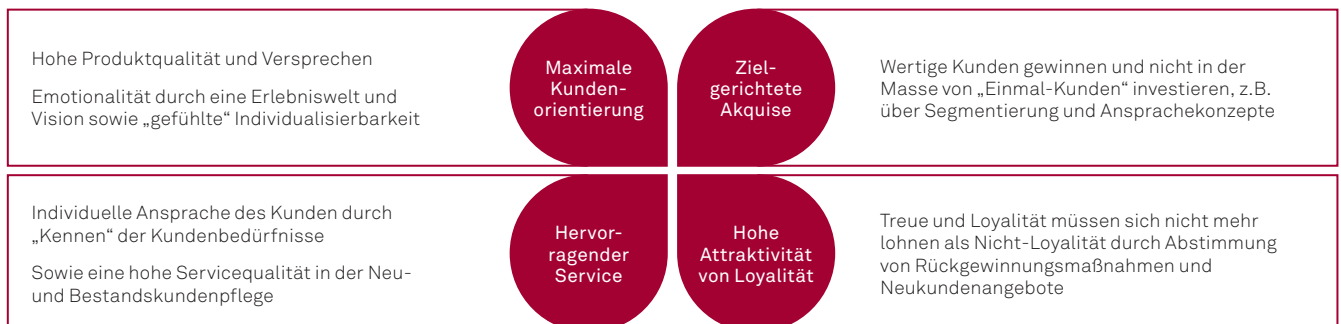 Hohe Produktqualität und Versprechen
Emotionalität durch eine Erlebniswelt und
Vision sowie „gefühlte“ Individualisierbarkeit
Maximale
Kunden-
orientierung
Ziel-
gerichtete
Akquise
Wertige Kunden gewinnen und nicht in der
Masse von „Einmal-Kunden“ investieren, z.B.
über Segmentierung und Ansprachekonzepte
Individuelle Ansprache des Kunden durch
„Kennen“ der Kundenbedürfnisse
Sowie eine hohe Servicequalität in der Neu-
und Bestandskundenpflege
Hervor-
ragender
Service
Hohe
Attraktivität
von Loyalität
Treue und Loyalität müssen sich nicht mehr
lohnen als Nicht-Loyalität durch Abstimmung
von Rückgewinnungsmaßnahmen und
Neukundenangebote